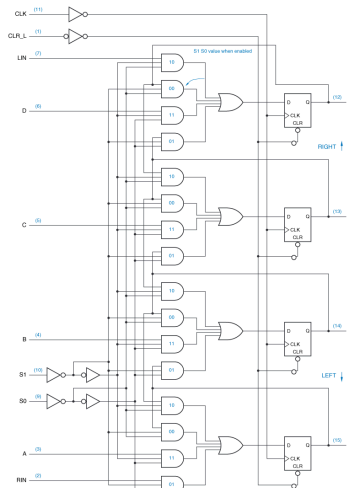 CLK (11)
CLR_L (1)
LIN (7)
S1 S0 value when enabled
10
00
D (6)
11
01
D Q (12)
CLK
CLR
RIGHT
10
00
C (5)
11
01
D Q (13)
CLK
CLR
10
00
B (4)
11
01
D Q (14)
CLK
CLR
LEFT
S1 (10)
S0 (9)
10
00
A (3)
11
RIN (2)
01
D Q (15)
CLK
CLR